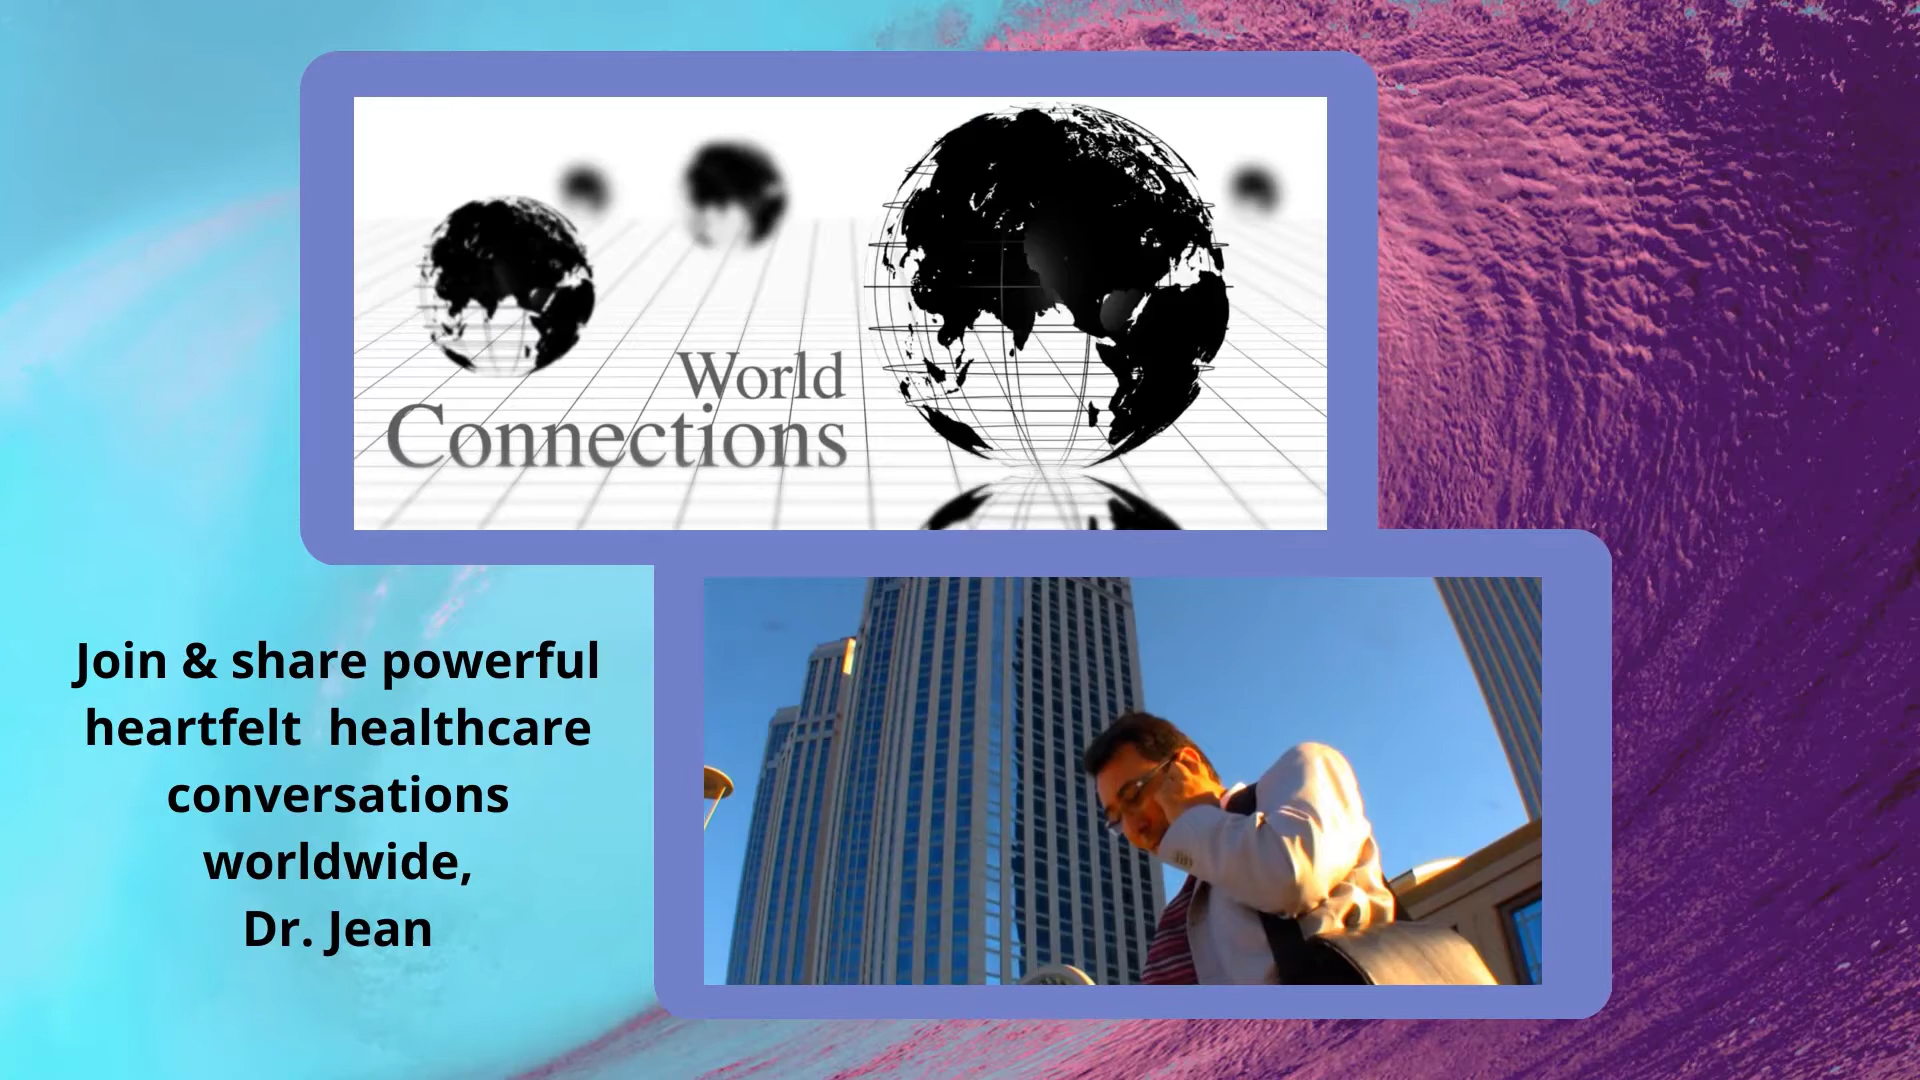 World
Connections
Join & share powerful
heartfelt  healthcare
conversations
worldwide,
Dr. Jean